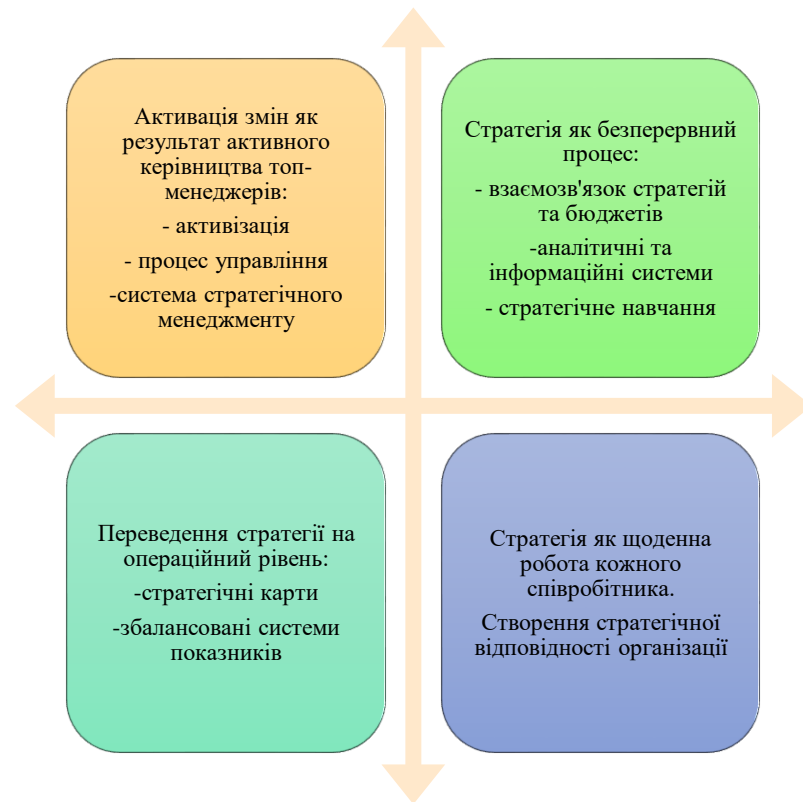 Активація змін як
результат активного
керівництва топ-
менеджерів:
- активізація
- процес управління
-система стратегічного
менеджменту
Стратегія як безперервний
процес:
- взаємозв'язок стратегій
та бюджетів
-аналітичні та
інформаційні системи
- стратегічне навчання
Переведення стратегії на
операційний рівень:
-стратегічні карти
-збалансовані системи
показників
Стратегія як щоденна
робота кожного
співробітника.
Створення стратегічної
відповідності організації